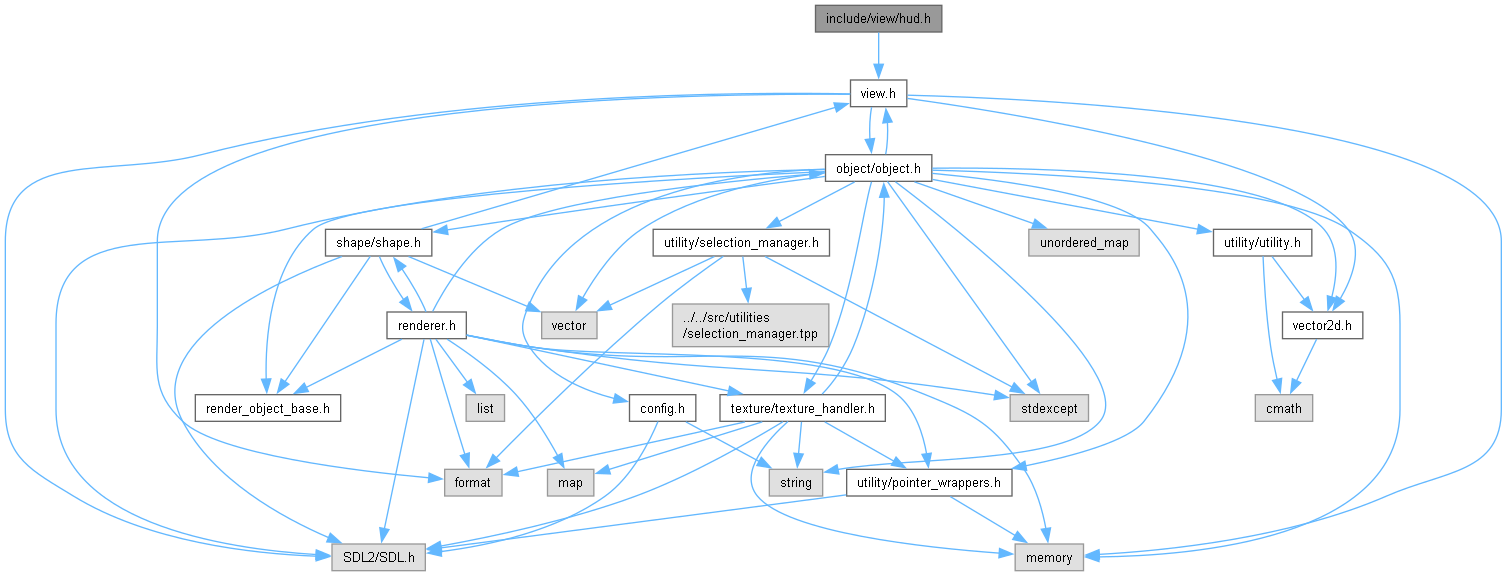 include/view/hud.h
view.h
object/object.h
shape/shape.h
utility/selection_manager.h
unordered_map
utility/utility.h
renderer.h
vector
../../src/utilities
/selection_manager.tpp
vector2d.h
render_object_base.h
list
config.h
texture/texture_handler.h
stdexcept
cmath
format
map
string
utility/pointer_wrappers.h
SDL2/SDL.h
memory